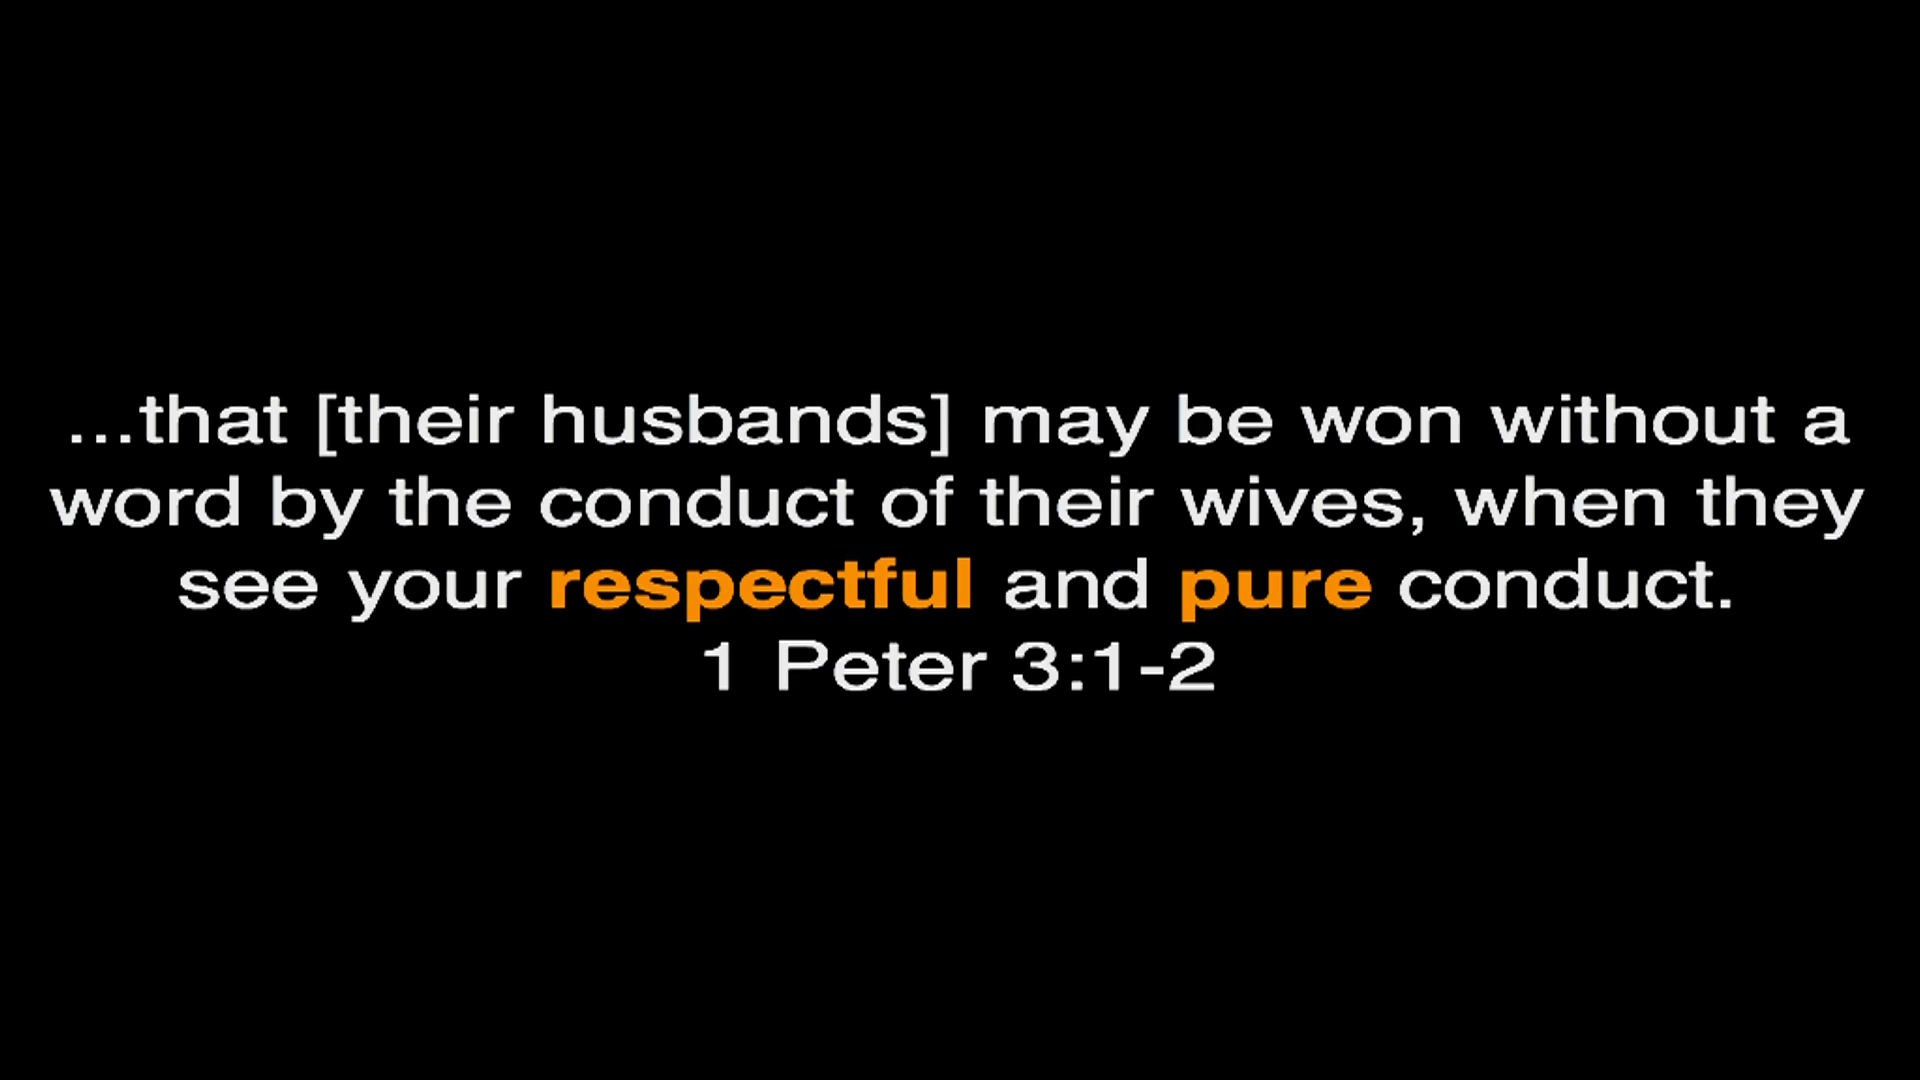 ...that [their husbands] may be won without a
word by the conduct of their wives, when they
see your respectful and pure conduct.
1 Peter 3:1-2